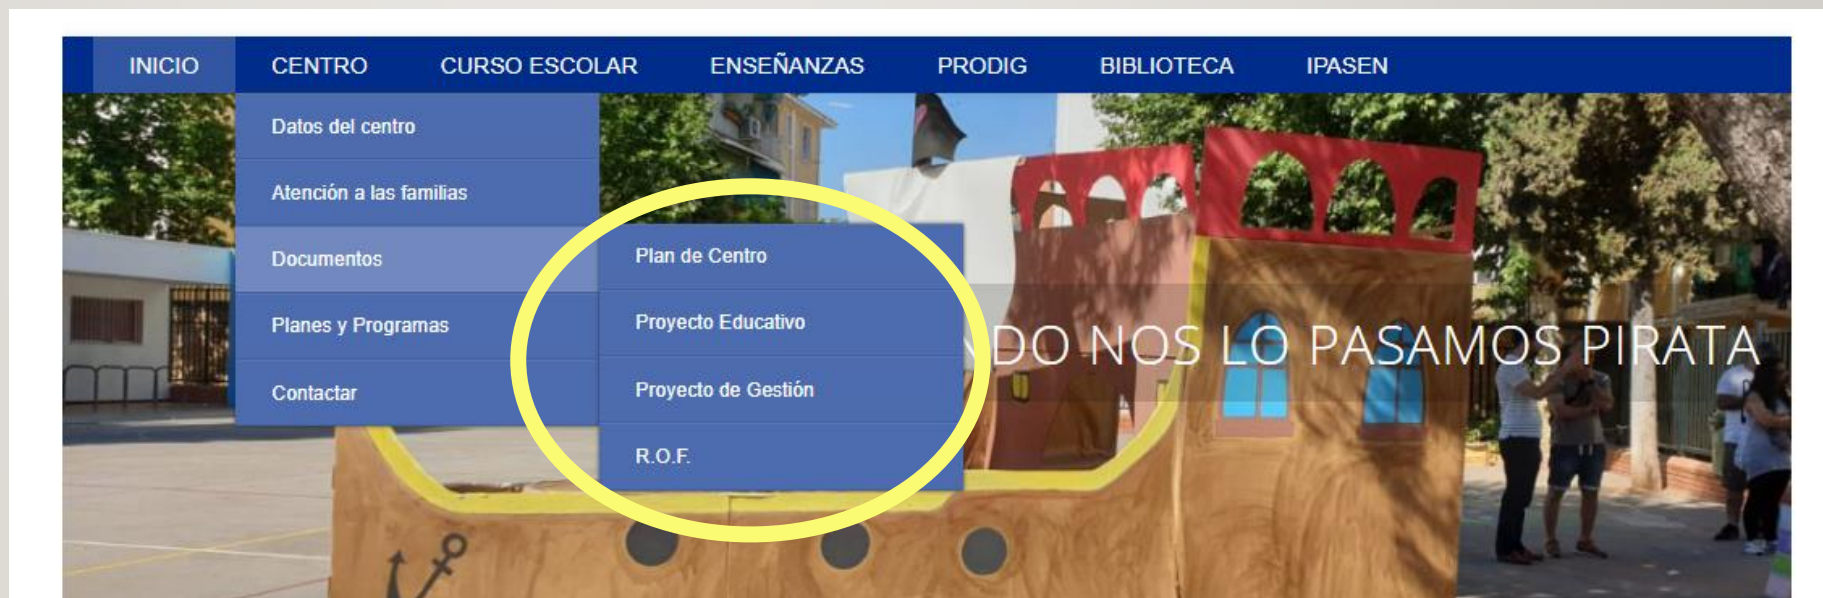 INICIO CENTRO CURSO ESCOLAR ENSEÑANZAS PRODIG BIBLIOTECA IPASEN
Datos del centro
Atención a las familias
Documentos
Planes y Programas
Contactar
Plan de Centro
Proyecto Educativo
Proyecto de Gestión
R.O.F.
NOS LO PASAMOS PIRATA